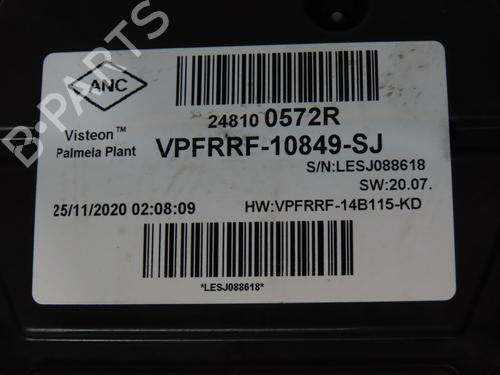 ANC
24810 0572R
Visteon™
Palmela Plant
VPFRRF-10849-SJ
S/N:LESJ088618
SW:20.07.
25/11/2020 02:08:09
HW:VPFRRF-14B115-KD
*LESJ088618*
B-PARTS